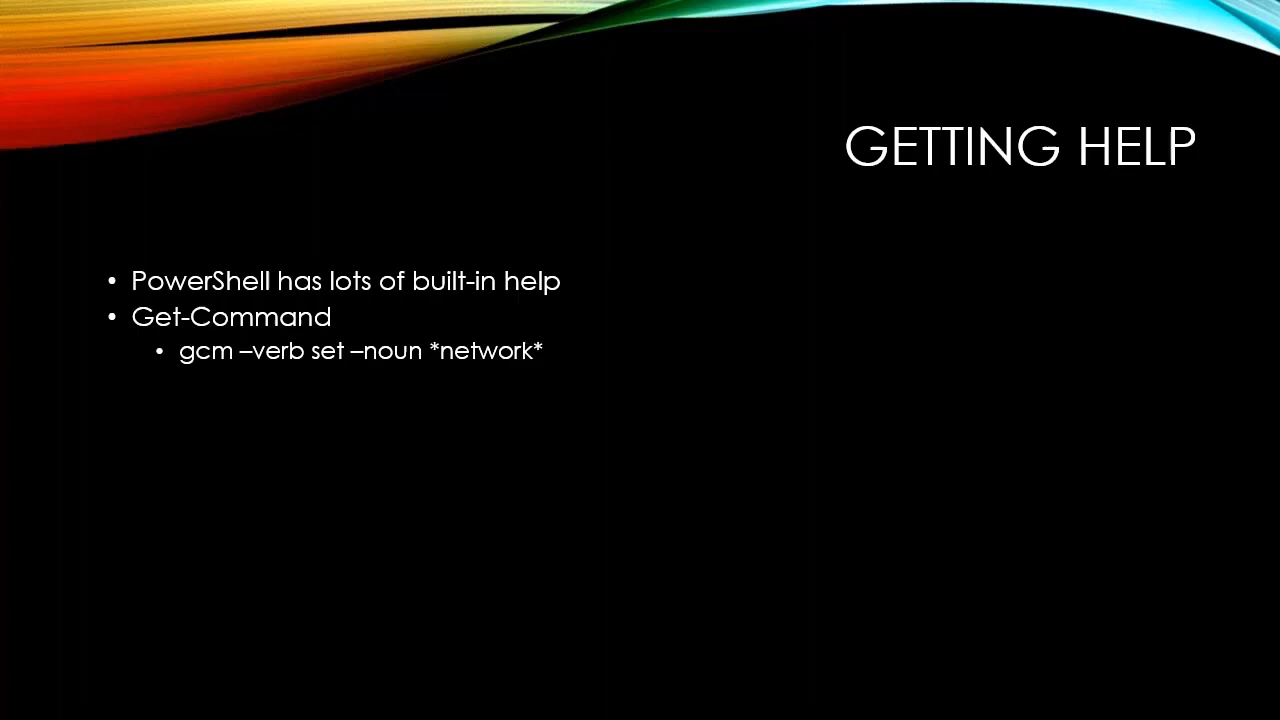 GETTING HELP
• PowerShell has lots of built-in help
• Get-Command
• gcm –verb set –noun *network*